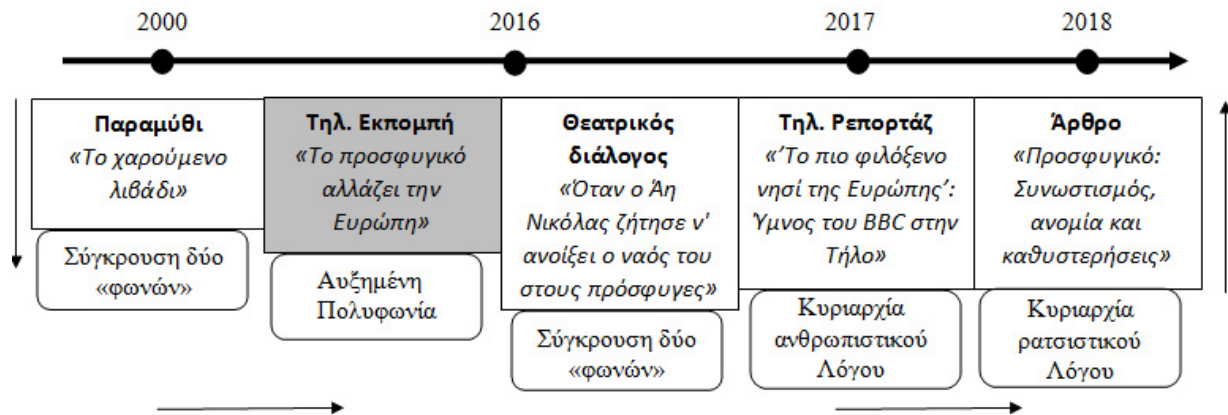 2000
2016
2017
2018
Παραμύθι
«Το χαρούμενο
λιβάδι»
Σύγκρουση δύο
«φωνών»
Τηλ. Εκπομπή
«Το προσφυγικό
αλλάζει την
Ευρώπη»
Αυξημένη
Πολυφωνία
Θεατρικός
διάλογος
«Όταν ο Άη
Νικόλας ζήτησε ν'
ανοίξει ο ναός του
στους πρόσφυγες»
Σύγκρουση δύο
«φωνών»
Τηλ. Ρεπορτάζ
«'Το πιο φιλόξενο
νησί της Ευρώπης':
Ύμνος του BBC στην
Τήλο»
Κυριαρχία
ανθρωπιστικού
Λόγου
Άρθρο
«Προσφυγικό:
Συνωστισμός,
ανομία και
καθυστερήσεις»
Κυριαρχία
ρατσιστικού
Λόγου